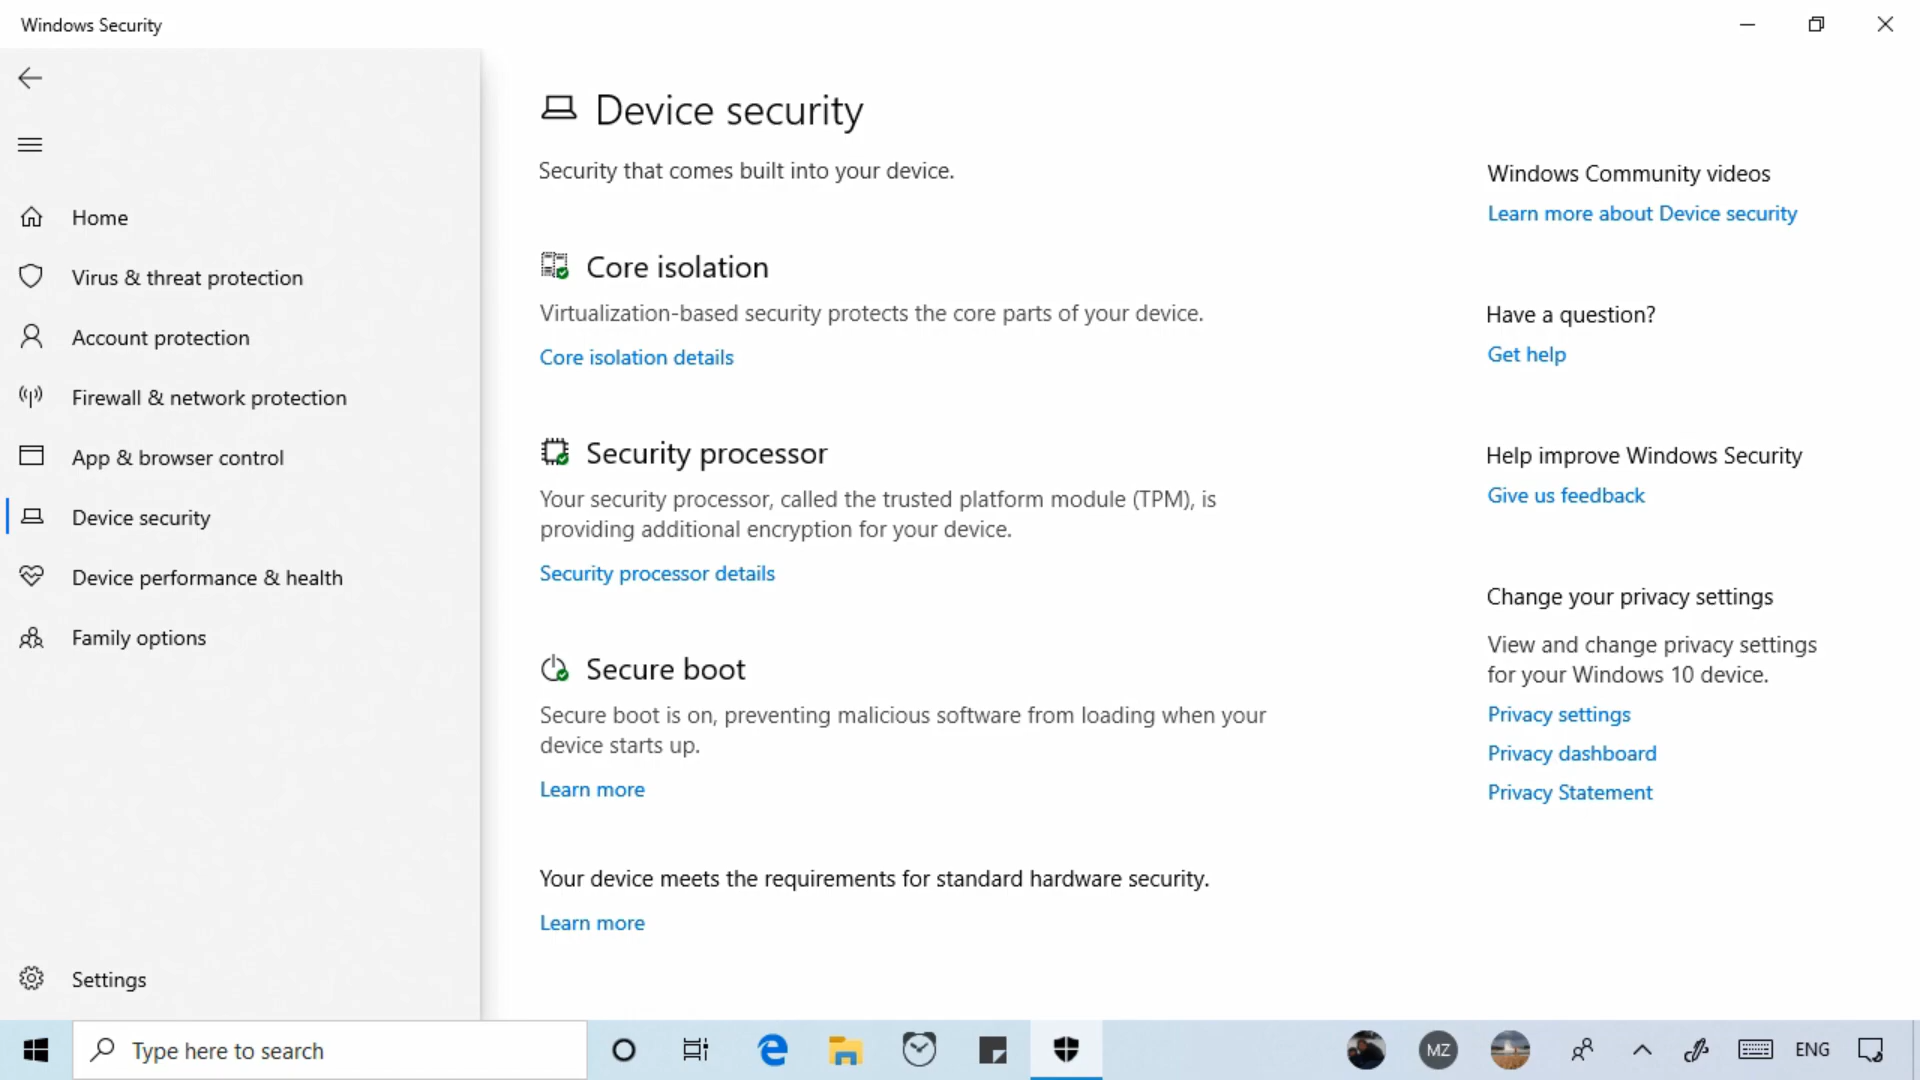 Windows Security
Home
Virus & threat protection
Account protection
Firewall & network protection
App & browser control
Device security
Device performance & health
Family options
Settings
Device security
Security that comes built into your device.
Core isolation
Virtualization-based security protects the core parts of your device.
Core isolation details
Security processor
Your security processor, called the trusted platform module (TPM), is
providing additional encryption for your device.
Security processor details
Secure boot
Secure boot is on, preventing malicious software from loading when your
device starts up.
Learn more
Your device meets the requirements for standard hardware security.
Learn more
Windows Community videos
Learn more about Device security
Have a question?
Get help
Help improve Windows Security
Give us feedback
Change your privacy settings
View and change privacy settings
for your Windows 10 device.
Privacy settings
Privacy dashboard
Privacy Statement
Type here to search
MZ
ENG